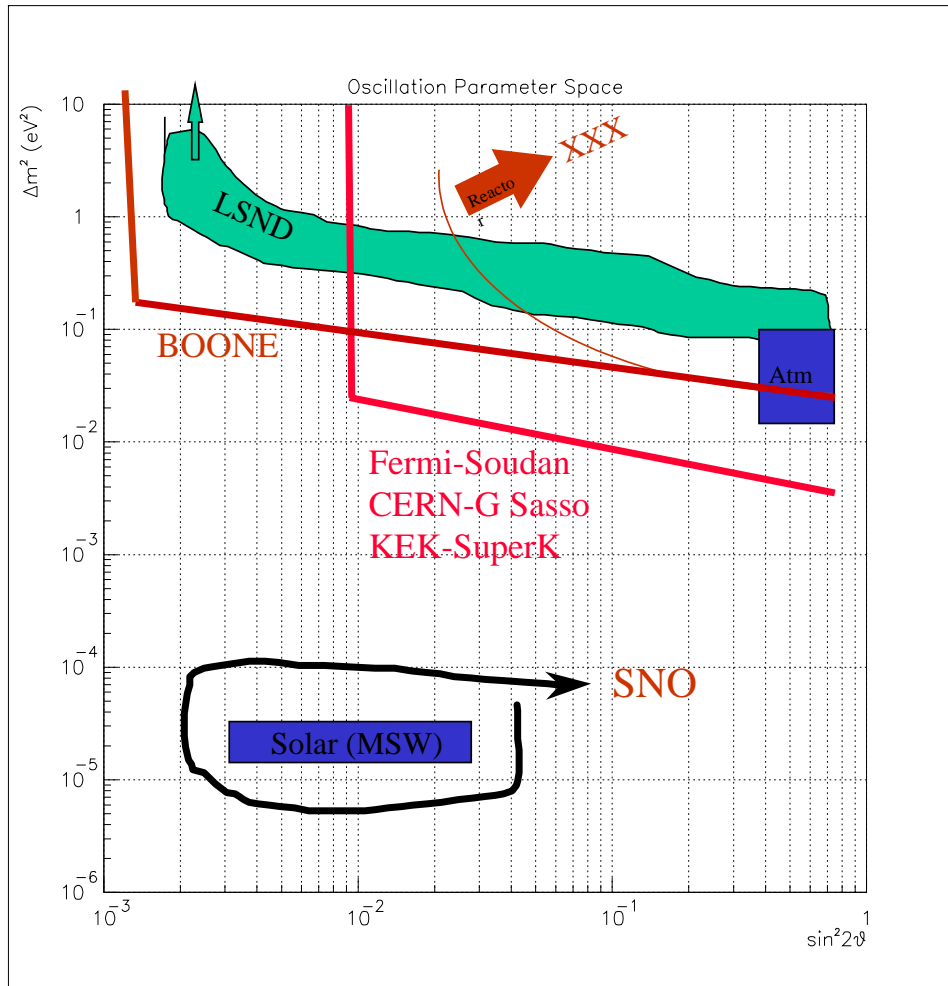 Oscillation Parameter Space
Δm² (eV²)
10
1
10⁻¹
10⁻²
10⁻³
10⁻⁴
10⁻⁵
10⁻⁶
XXX
Reacto
r
LSND
BOONE
Atm
Fermi-Soudan
CERN-G Sasso
KEK-SuperK
SNO
Solar (MSW)
10⁻³
10⁻²
10⁻¹
1
sin²2ϑ